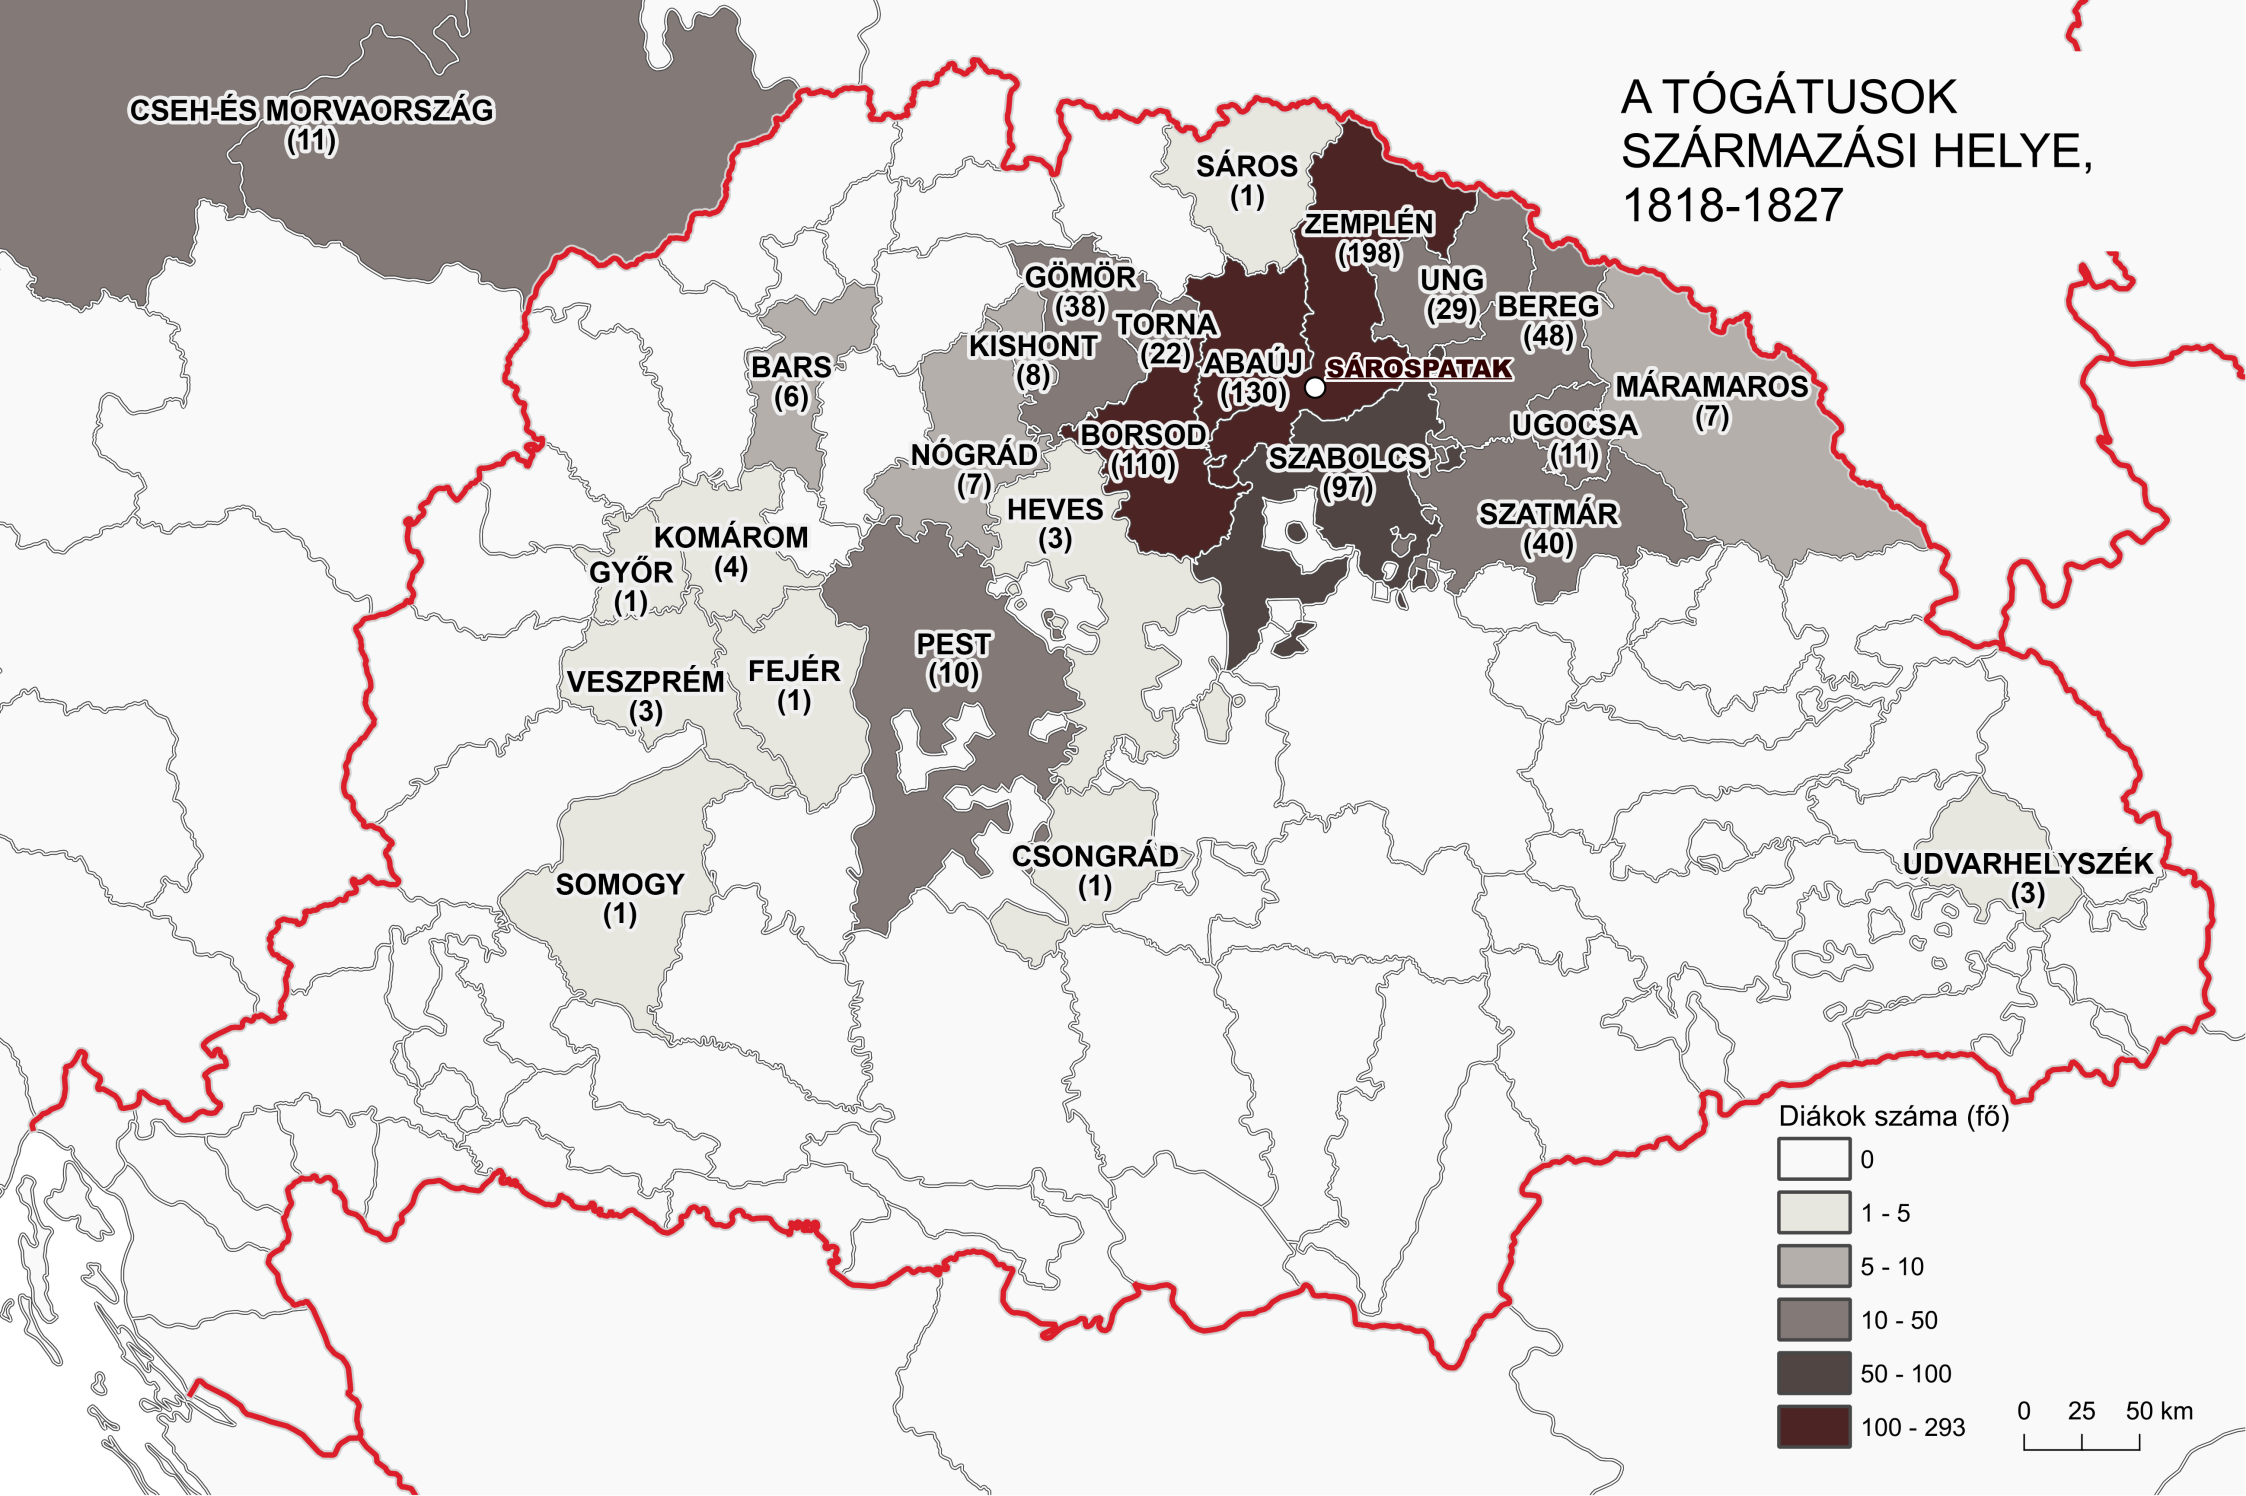 A TÓGÁTUSOK
SZÁRMAZÁSI HELYE,
1818-1827
CSEH-ÉS MORVAORSZÁG
(11)
SÁROS
(1)
ZEMPLÉN
(198)
UNG
(29)
BEREG
(48)
GÖMÖR
(38)
TORNA
(22)
KISHONT
(8)
ABAÚJ
(130)
SÁROSPATAK
BARS
(6)
MÁRAMAROS
(7)
UGOCSA
(11)
BORSOD
(110)
NÓGRÁD
(7)
SZABOLCS
(97)
HEVES
(3)
SZATMÁR
(40)
KOMÁROM
(4)
GYŐR
(1)
PEST
(10)
VESZPRÉM
(3)
FEJÉR
(1)
CSONGRÁD
(1)
SOMOGY
(1)
UDVARHELYSZÉK
(3)
Diákok száma (fő)
0
1 - 5
5 - 10
10 - 50
50 - 100
100 - 293
0 25 50 km